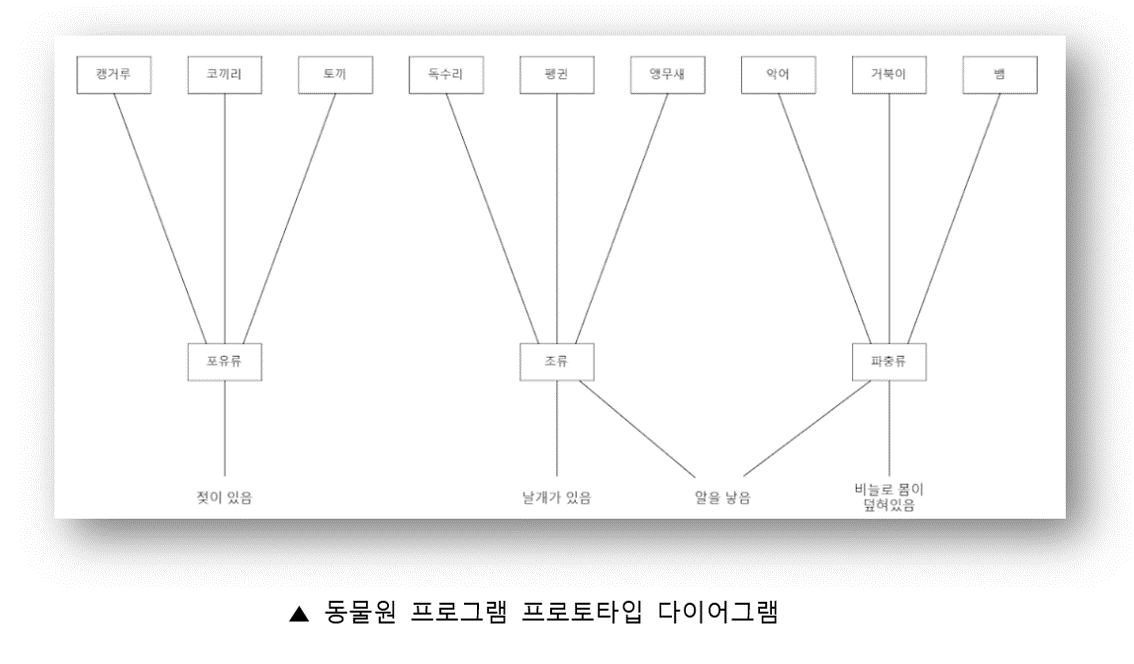 캥거루
코끼리
토끼
독수리
펭귄
앵무새
악어
거북이
뱀
포유류
조류
파충류
젖이 있음
날개가 있음
알을 낳음
비늘로 몸이
덮혀있음
▲ 동물원 프로그램 프로토타입 다이어그램